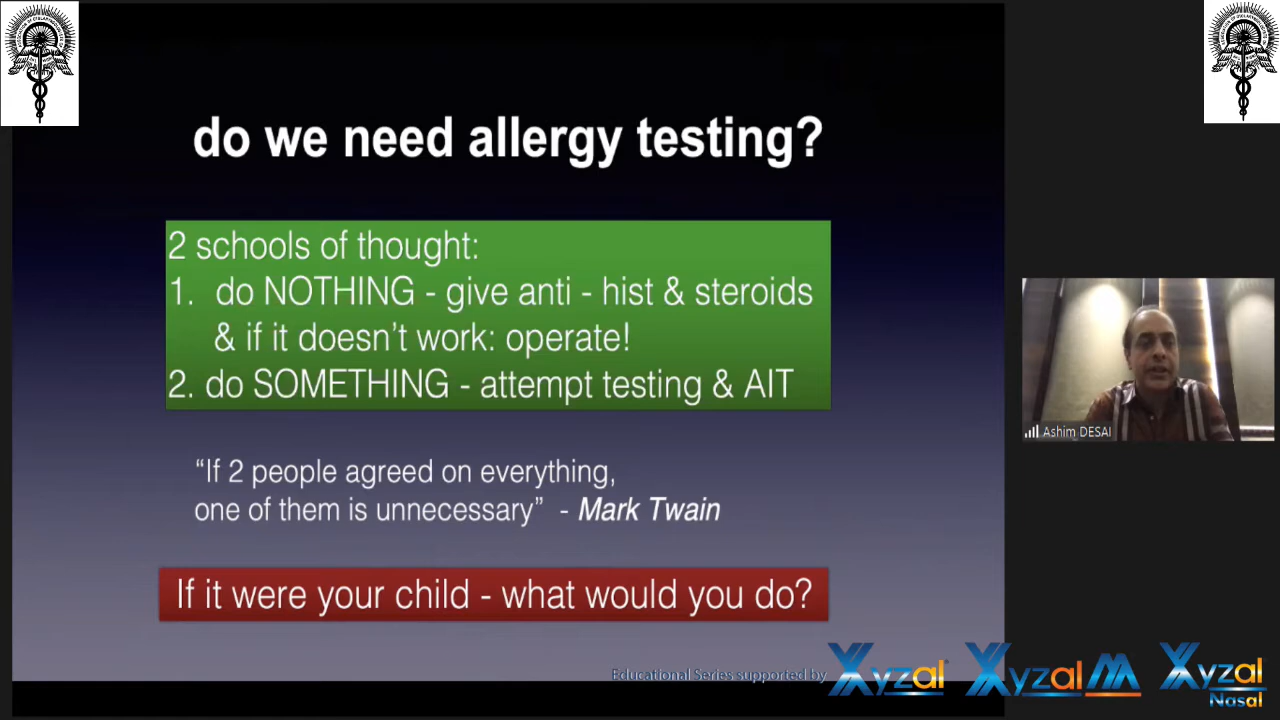 do we need allergy testing?
2 schools of thought:
1. do NOTHING - give anti - hist & steroids
& if it doesn't work: operate!
2. do SOMETHING - attempt testing & AIT
“If 2 people agreed on everything,
one of them is unnecessary” - Mark Twain
If it were your child - what would you do?
Ashim DESAI
Educational Series supported by
Xyzal
Xyzal M
Xyzal
Nasal